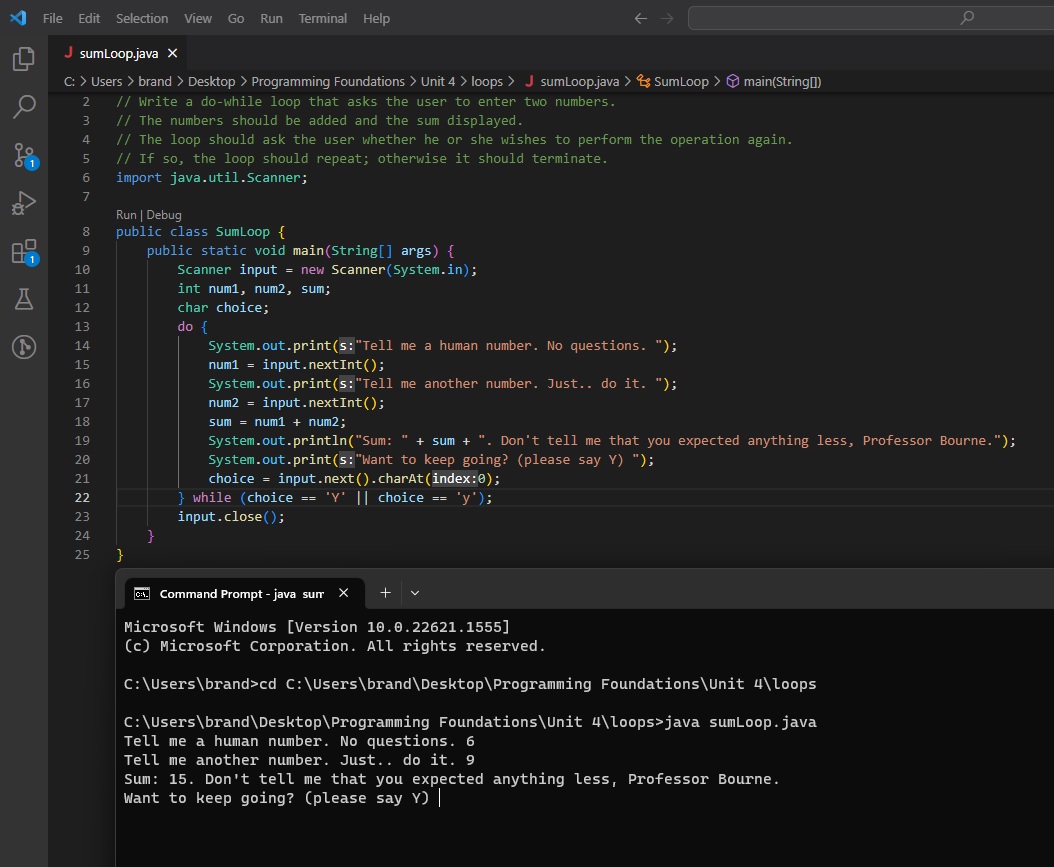 File Edit Selection View Go Run Terminal Help
J sumLoop.java
C: > Users > brand > Desktop > Programming Foundations > Unit 4 > loops > J sumLoop.java > SumLoop > main(String[])
2 // Write a do-while loop that asks the user to enter two numbers.
3 // The numbers should be added and the sum displayed.
4 // The loop should ask the user whether he or she wishes to perform the operation again.
5 // If so, the loop should repeat; otherwise it should terminate.
6 import java.util.Scanner;
7
Run | Debug
8 public class SumLoop {
9 public static void main(String[] args) {
10 Scanner input = new Scanner(System.in);
11 int num1, num2, sum;
12 char choice;
13 do {
14 System.out.print(s:"Tell me a human number. No questions. ");
15 num1 = input.nextInt();
16 System.out.print(s:"Tell me another number. Just.. do it. ");
17 num2 = input.nextInt();
18 sum = num1 + num2;
19 System.out.println("Sum: " + sum + ". Don't tell me that you expected anything less, Professor Bourne.");
20 System.out.print(s:"Want to keep going? (please say Y) ");
21 choice = input.next().charAt(index:0);
22 } while (choice == 'Y' || choice == 'y');
23 input.close();
24 }
25 }
1
1
Command Prompt - java sum
Microsoft Windows [Version 10.0.22621.1555]
(c) Microsoft Corporation. All rights reserved.
C:\Users\brand>cd C:\Users\brand\Desktop\Programming Foundations\Unit 4\loops
C:\Users\brand\Desktop\Programming Foundations\Unit 4\loops>java sumLoop.java
Tell me a human number. No questions. 6
Tell me another number. Just.. do it. 9
Sum: 15. Don't tell me that you expected anything less, Professor Bourne.
Want to keep going? (please say Y)